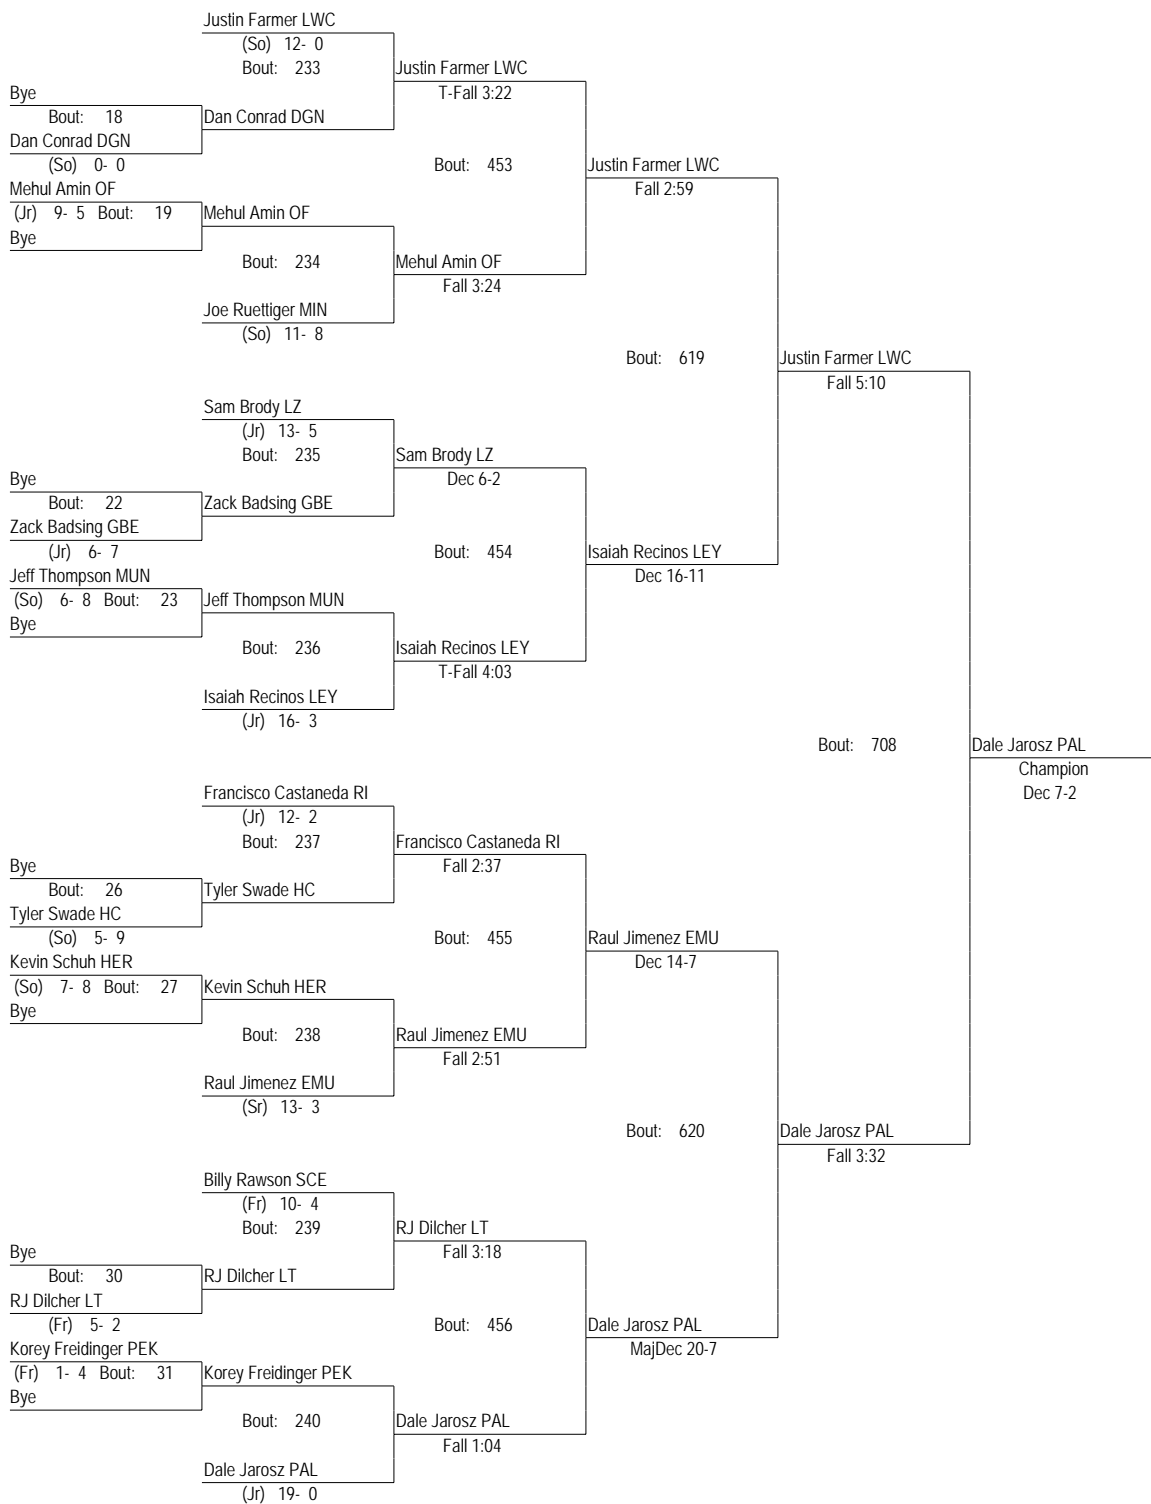 Justin Farmer LWC
(So) 12- 0
Bout: 233
Justin Farmer LWC
T-Fall 3:22
Bye
Bout: 18
Dan Conrad DGN
Dan Conrad DGN
(So) 0- 0
Bout: 453
Justin Farmer LWC
Fall 2:59
Mehul Amin OF
(Jr) 9- 5 Bout: 19
Mehul Amin OF
Bye
Bout: 234
Mehul Amin OF
Fall 3:24
Joe Ruettiger MIN
(So) 11- 8
Bout: 619
Justin Farmer LWC
Fall 5:10
Sam Brody LZ
(Jr) 13- 5
Bout: 235
Sam Brody LZ
Dec 6-2
Bye
Bout: 22
Zack Badsing GBE
Zack Badsing GBE
(Jr) 6- 7
Bout: 454
Isaiah Recinos LEY
Dec 16-11
Jeff Thompson MUN
(So) 6- 8 Bout: 23
Jeff Thompson MUN
Bye
Bout: 236
Isaiah Recinos LEY
T-Fall 4:03
Isaiah Recinos LEY
(Jr) 16- 3
Bout: 708
Dale Jarosz PAL
Champion
Dec 7-2
Francisco Castaneda RI
(Jr) 12- 2
Bout: 237
Francisco Castaneda RI
Fall 2:37
Bye
Bout: 26
Tyler Swade HC
Tyler Swade HC
(So) 5- 9
Bout: 455
Raul Jimenez EMU
Dec 14-7
Kevin Schuh HER
(So) 7- 8 Bout: 27
Kevin Schuh HER
Bye
Bout: 238
Raul Jimenez EMU
Fall 2:51
Raul Jimenez EMU
(Sr) 13- 3
Bout: 620
Dale Jarosz PAL
Fall 3:32
Billy Rawson SCE
(Fr) 10- 4
Bout: 239
RJ Dilcher LT
Fall 3:18
Bye
Bout: 30
RJ Dilcher LT
RJ Dilcher LT
(Fr) 5- 2
Bout: 456
Dale Jarosz PAL
MajDec 20-7
Korey Freidinger PEK
(Fr) 1- 4 Bout: 31
Korey Freidinger PEK
Bye
Bout: 240
Dale Jarosz PAL
Fall 1:04
Dale Jarosz PAL
(Jr) 19- 0